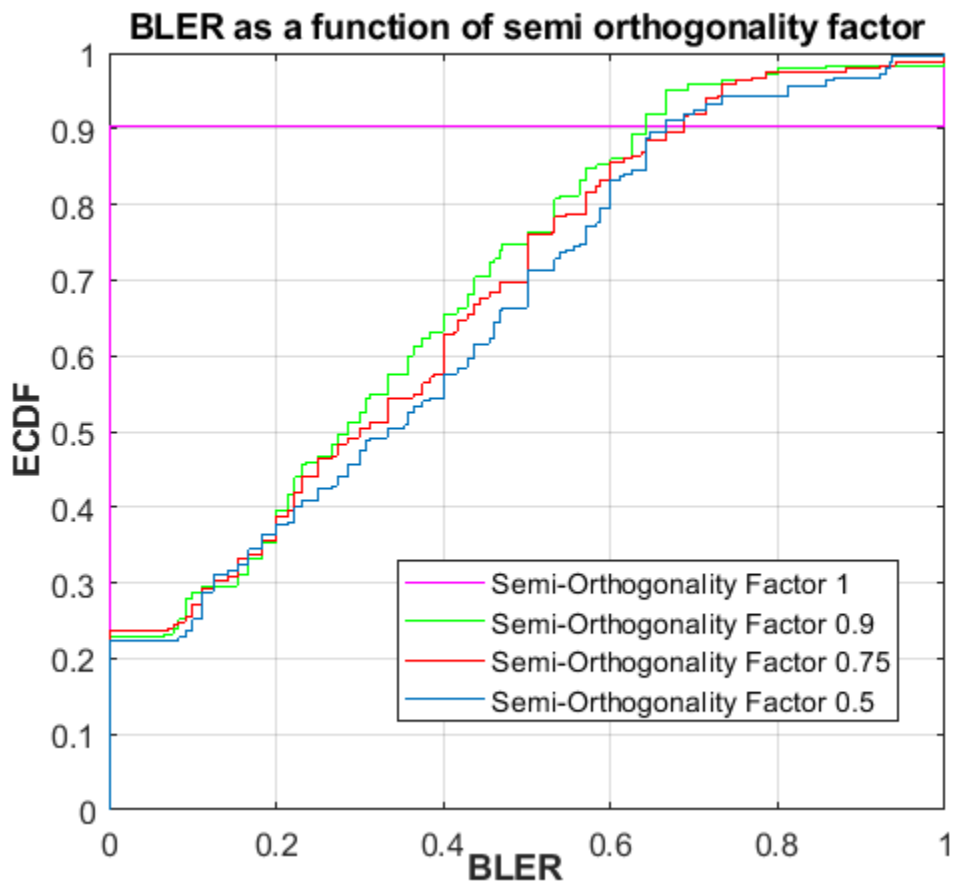 BLER as a function of semi orthogonality factor
1
0.9
0.8
0.7
0.6
0.5
0.4
0.3
0.2
0.1
0
ECDF
Semi-Orthogonality Factor 1
Semi-Orthogonality Factor 0.9
Semi-Orthogonality Factor 0.75
Semi-Orthogonality Factor 0.5
0 0.2 0.4 0.6 0.8 1
BLER